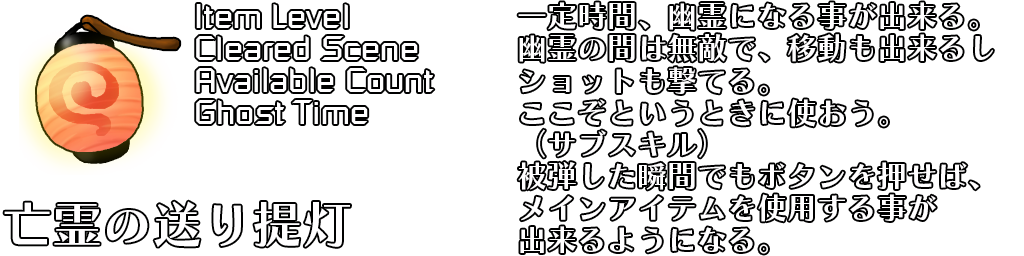 Item Level
Cleared Scene
Available Count
Ghost Time
亡霊の送り提灯
一定時間、幽霊になる事が出来る。
幽霊の間は無敵で、移動も出来るし
ショットも撃てる。
ここぞというときに使おう。
（サブスキル）
被弾した瞬間でもボタンを押せば、
メインアイテムを使用する事が
出来るようになる。